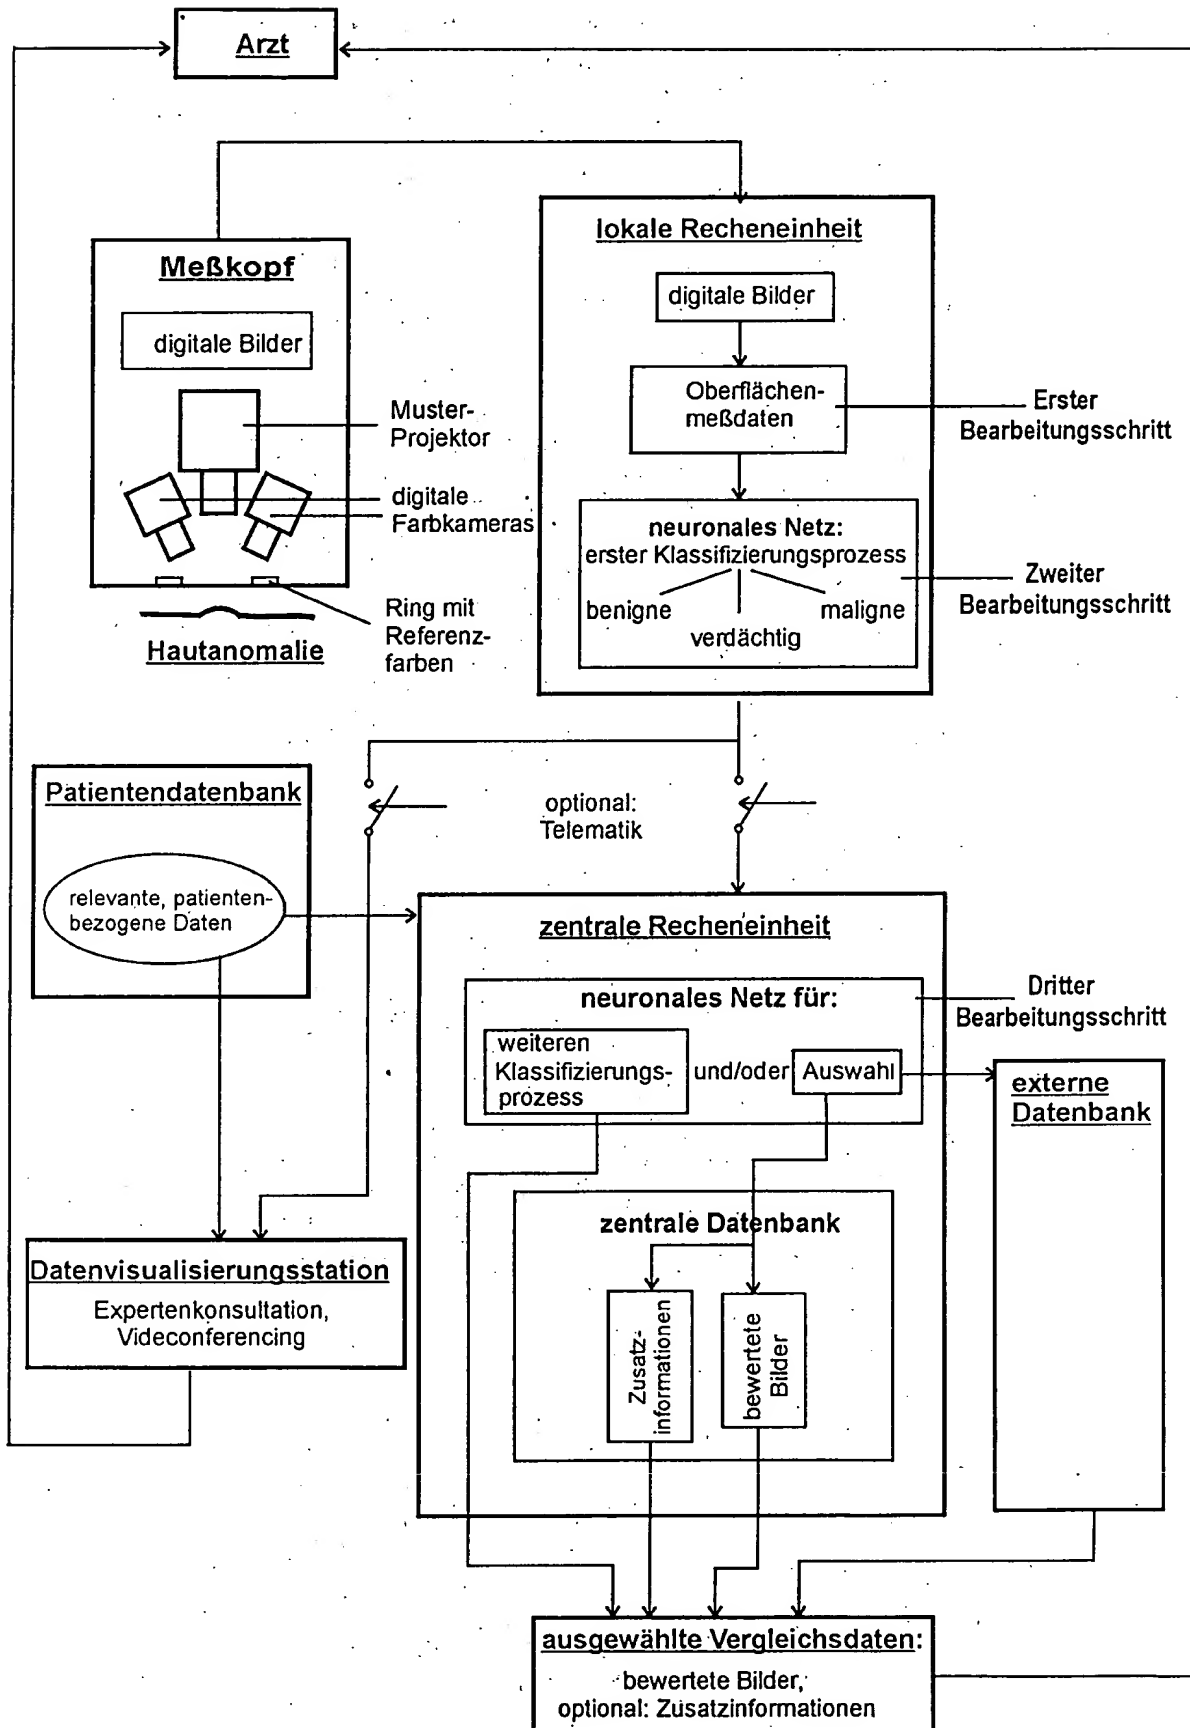 Arzt
lokale Recheneinheit
Meßkopf
digitale Bilder
digitale Bilder
Muster-
Projektor
digitale
Farbkameras
Ring mit
Referenz-
farben
Hautanomalie
Oberflächen-
meßdaten
Erster
Bearbeitungsschritt
neuronales Netz:
erster Klassifizierungsprozess
benigne
verdächtig
maligne
Zweiter
Bearbeitungsschritt
Patientendatenbank
relevante, patienten-
bezogene Daten
optional:
Telematik
zentrale Recheneinheit
neuronales Netz für:
weiteren
Klassifizierungs-
prozess
und/oder
Auswahl
Dritter
Bearbeitungsschritt
externe
Datenbank
zentrale Datenbank
Zusatz-
informationen
bewertete
Bilder
Datenvisualisierungsstation
Expertenkonsultation,
Videconferencing
ausgewählte Vergleichsdaten:
bewertete Bilder,
optional: Zusatzinformationen